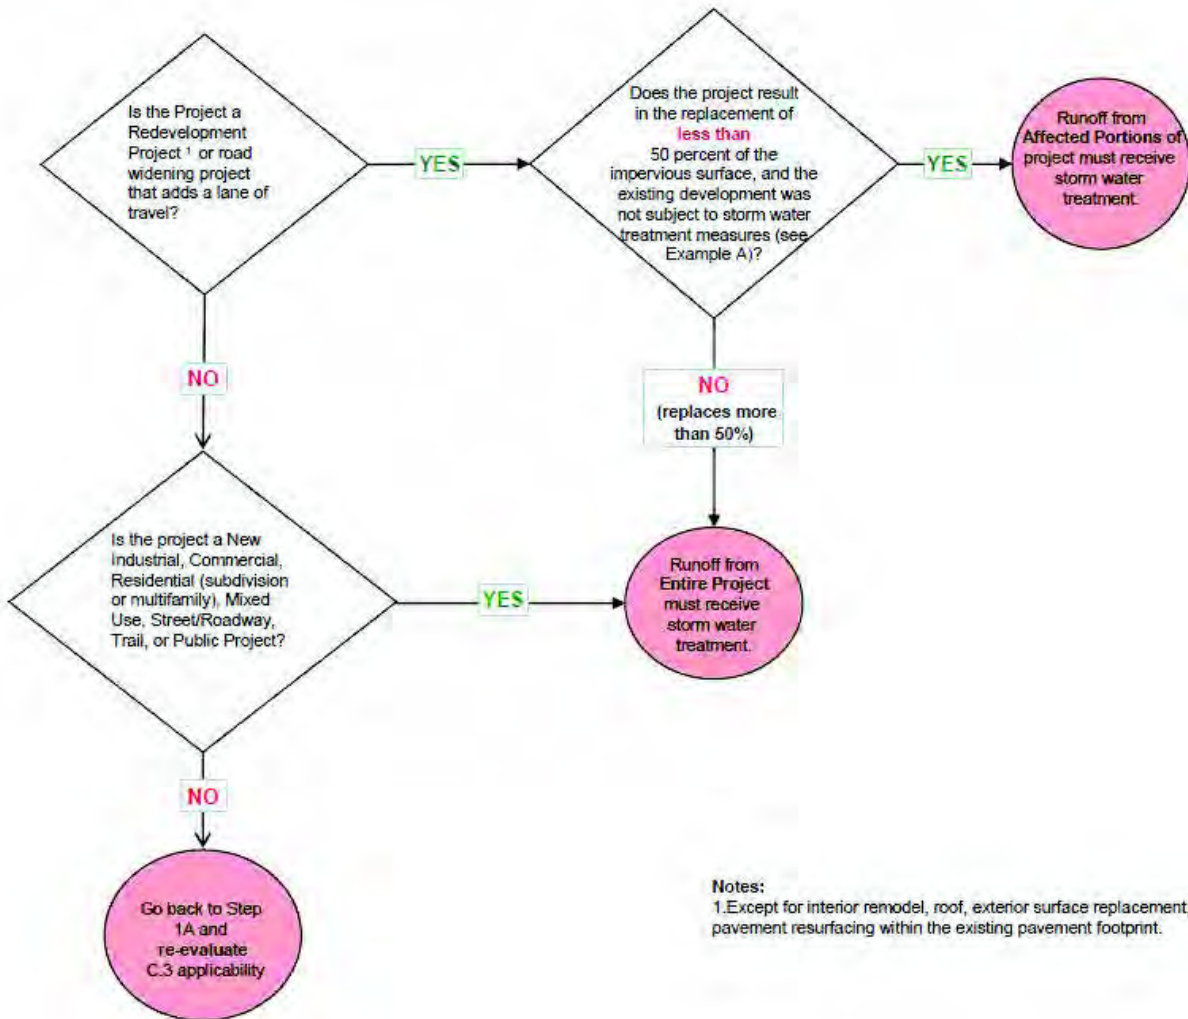 Is the Project a
Redevelopment
Project ¹ or road
widening project
that adds a lane of
travel?
YES
Does the project result
in the replacement of
less than
50 percent of the
impervious surface, and the
existing development was
not subject to storm water
treatment measures (see
Example A)?
YES
Runoff from
Affected Portions of
project must receive
storm water
treatment.
NO
NO
(replaces more
than 50%)
Is the project a New
Industrial, Commercial,
Residential (subdivision
or multifamily), Mixed
Use, Street/Roadway,
Trail, or Public Project?
YES
Runoff from
Entire Project
must receive
storm water
treatment.
NO
Go back to Step
1A and
re-evaluate
C.3 applicability
Notes:
1.Except for interior remodel, roof, exterior surface replacement
pavement resurfacing within the existing pavement footprint.